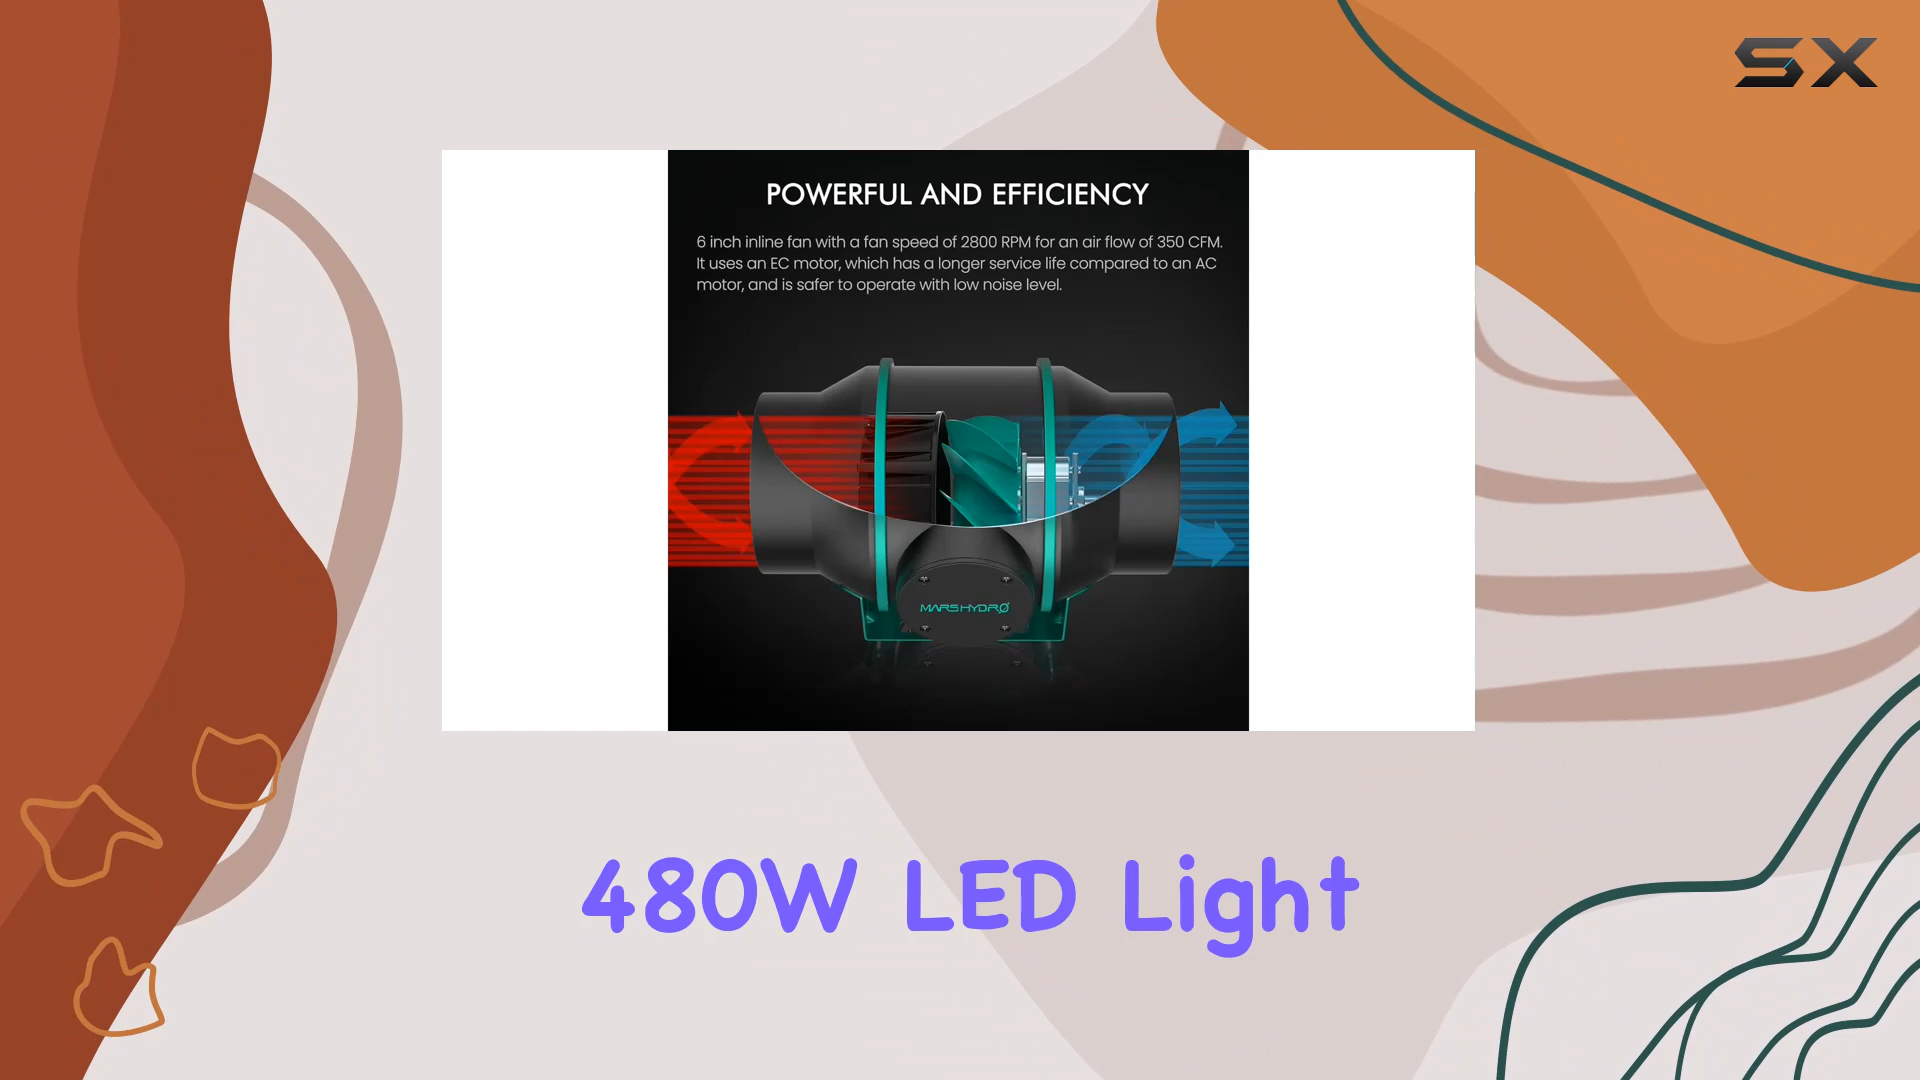 SX
POWERFUL AND EFFICIENCY
6 inch inline fan with a fan speed of 2800 RPM for an air flow of 350 CFM.
It uses an EC motor, which has a longer service life compared to an AC
motor, and is safer to operate with low noise level.
MARSHYDRO
480W LED Light